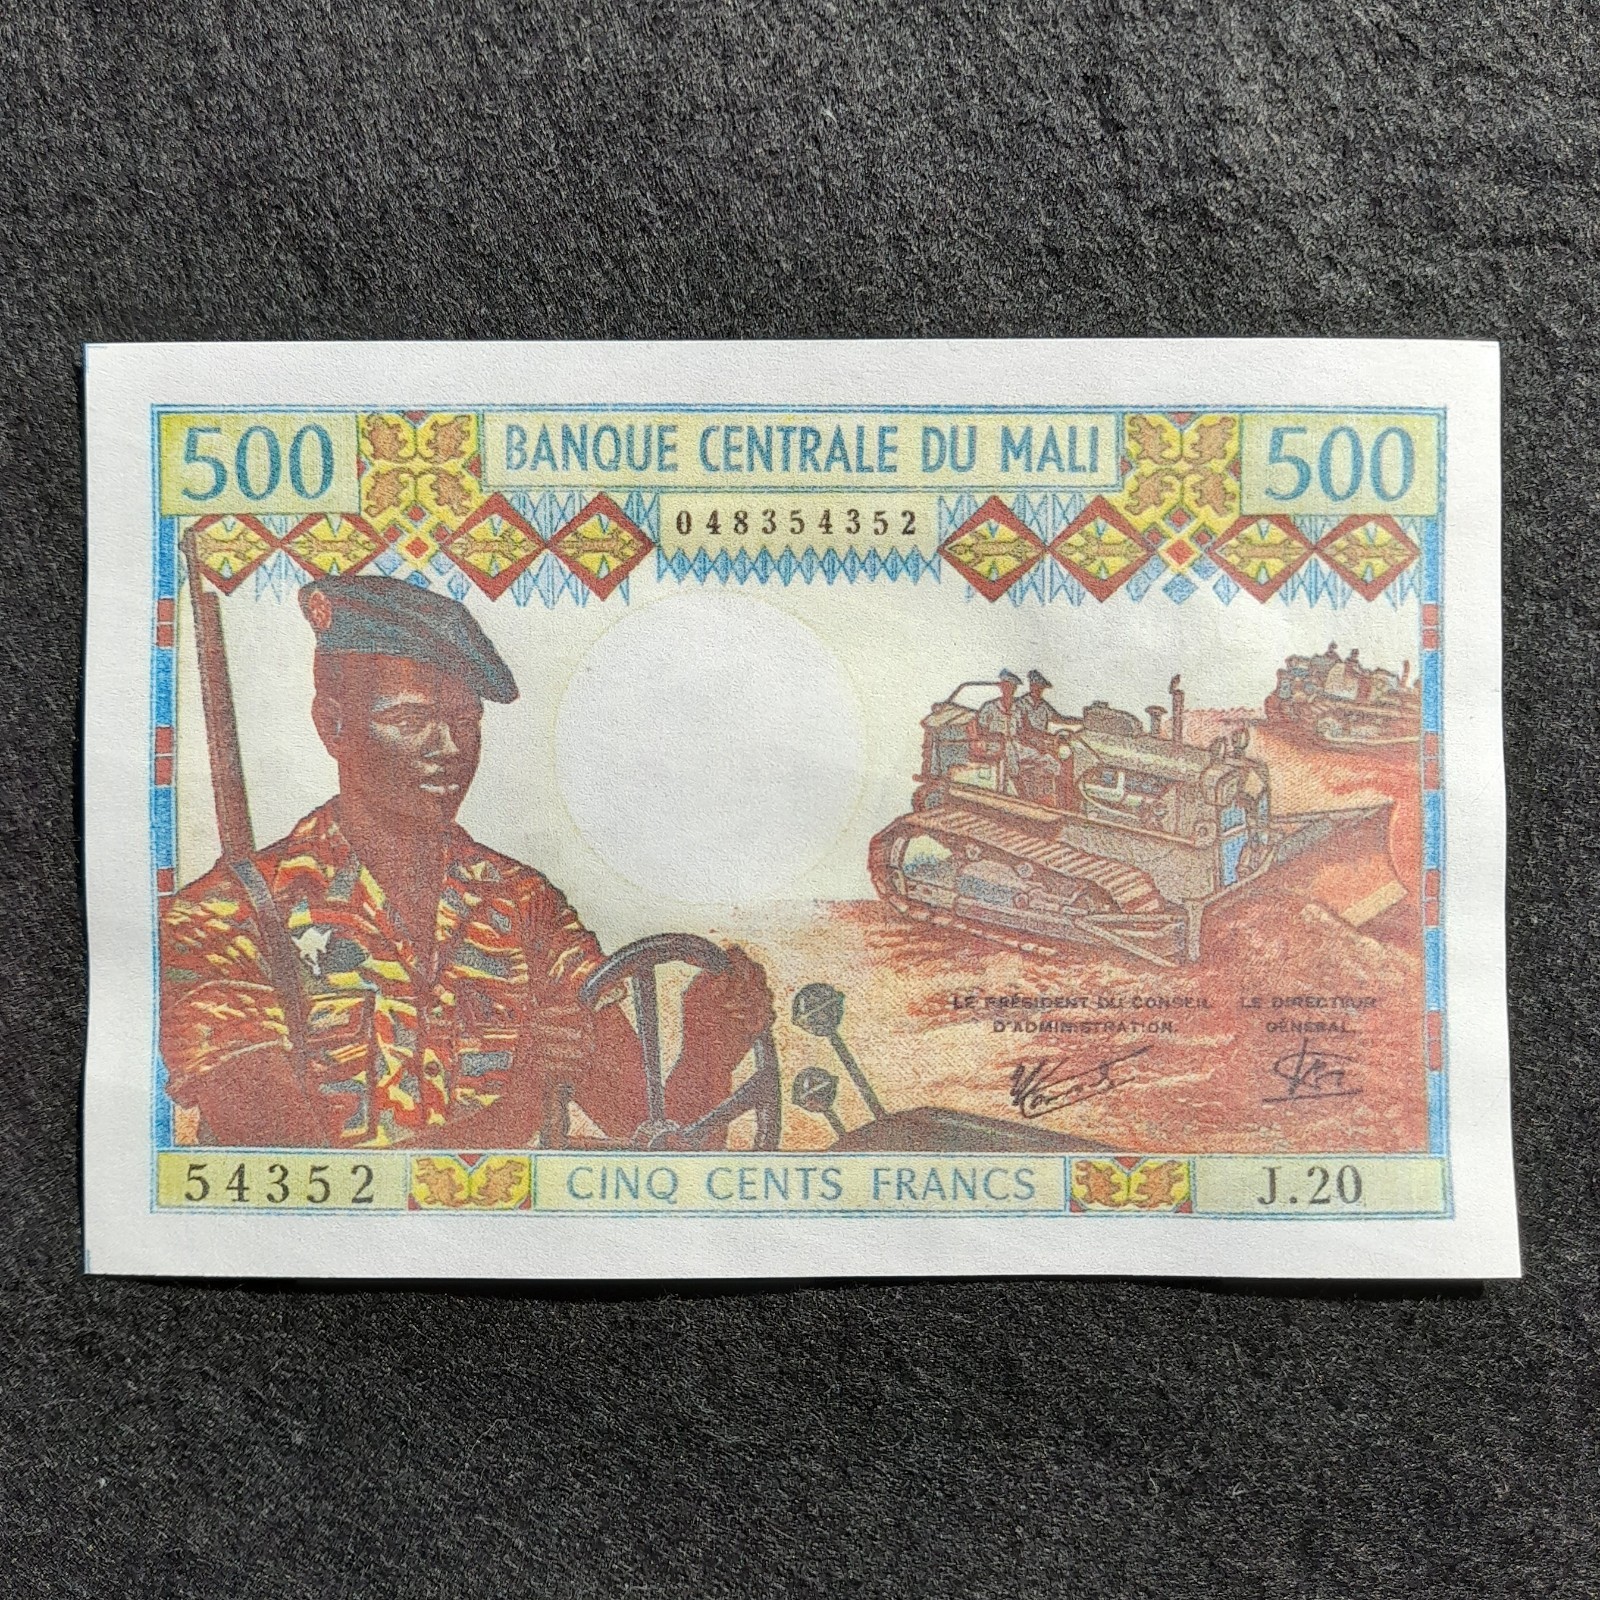 500 BANQUE CENTRALE DU MALI 500
048354352
LE PRÉSIDENT DU CONSEIL LE DIRECTEUR
D'ADMINISTRATION. GÉNÉRAL.
54352 CINQ CENTS FRANCS J.20